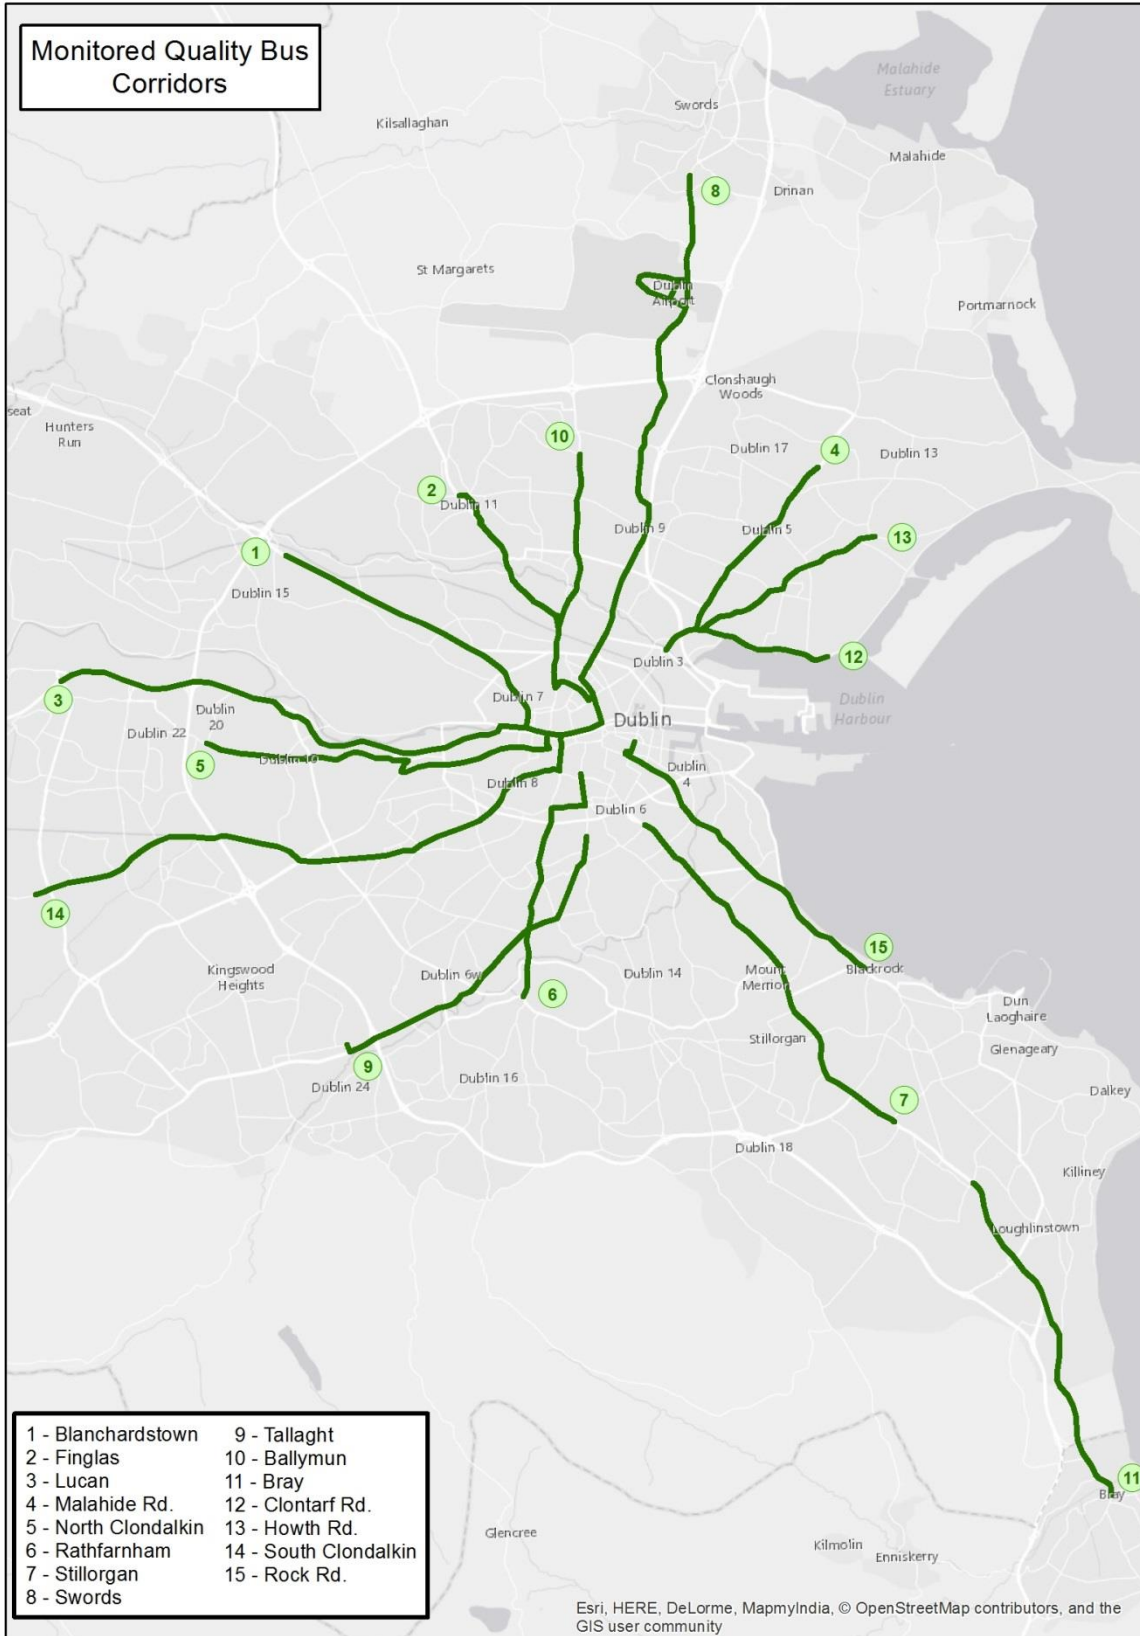 Monitored Quality Bus
Corridors
Malahide
Estuary
Swords
Kilsallaghan
Malahide
8
Drinan
St Margarets
Dublin
Airport
Portmarnock
Clonshaugh
Woods
seat
Hunters
Run
10
Dublin 17
4
Dublin 13
2
Dublin 11
Dublin 9
Dublin 5
13
1
Dublin 15
Dublin 3
12
3
Dublin 7
Dublin
20
Dublin 22
Dublin
Dublin
Harbour
5
Dublin 10
Dublin 8
Dublin
4
Dublin 6
14
15
Kingswood
Heights
Dublin 6w
Dublin 14
Mount
Merrion
Blackrock
6
Dun
Laoghaire
Stillorgan
Glenageary
9
Dublin 24
Dublin 16
7
Dalkey
Dublin 18
Killiney
Loughlinstown
1 - Blanchardstown
2 - Finglas
3 - Lucan
4 - Malahide Rd.
5 - North Clondalkin
6 - Rathfarnham
7 - Stillorgan
8 - Swords
9 - Tallaght
10 - Ballymun
11 - Bray
12 - Clontarf Rd.
13 - Howth Rd.
14 - South Clondalkin
15 - Rock Rd.
11
Bray
Glencree
Kilmolin
Enniskerry
Esri, HERE, DeLorme, MapmyIndia, © OpenStreetMap contributors, and the
GIS user community